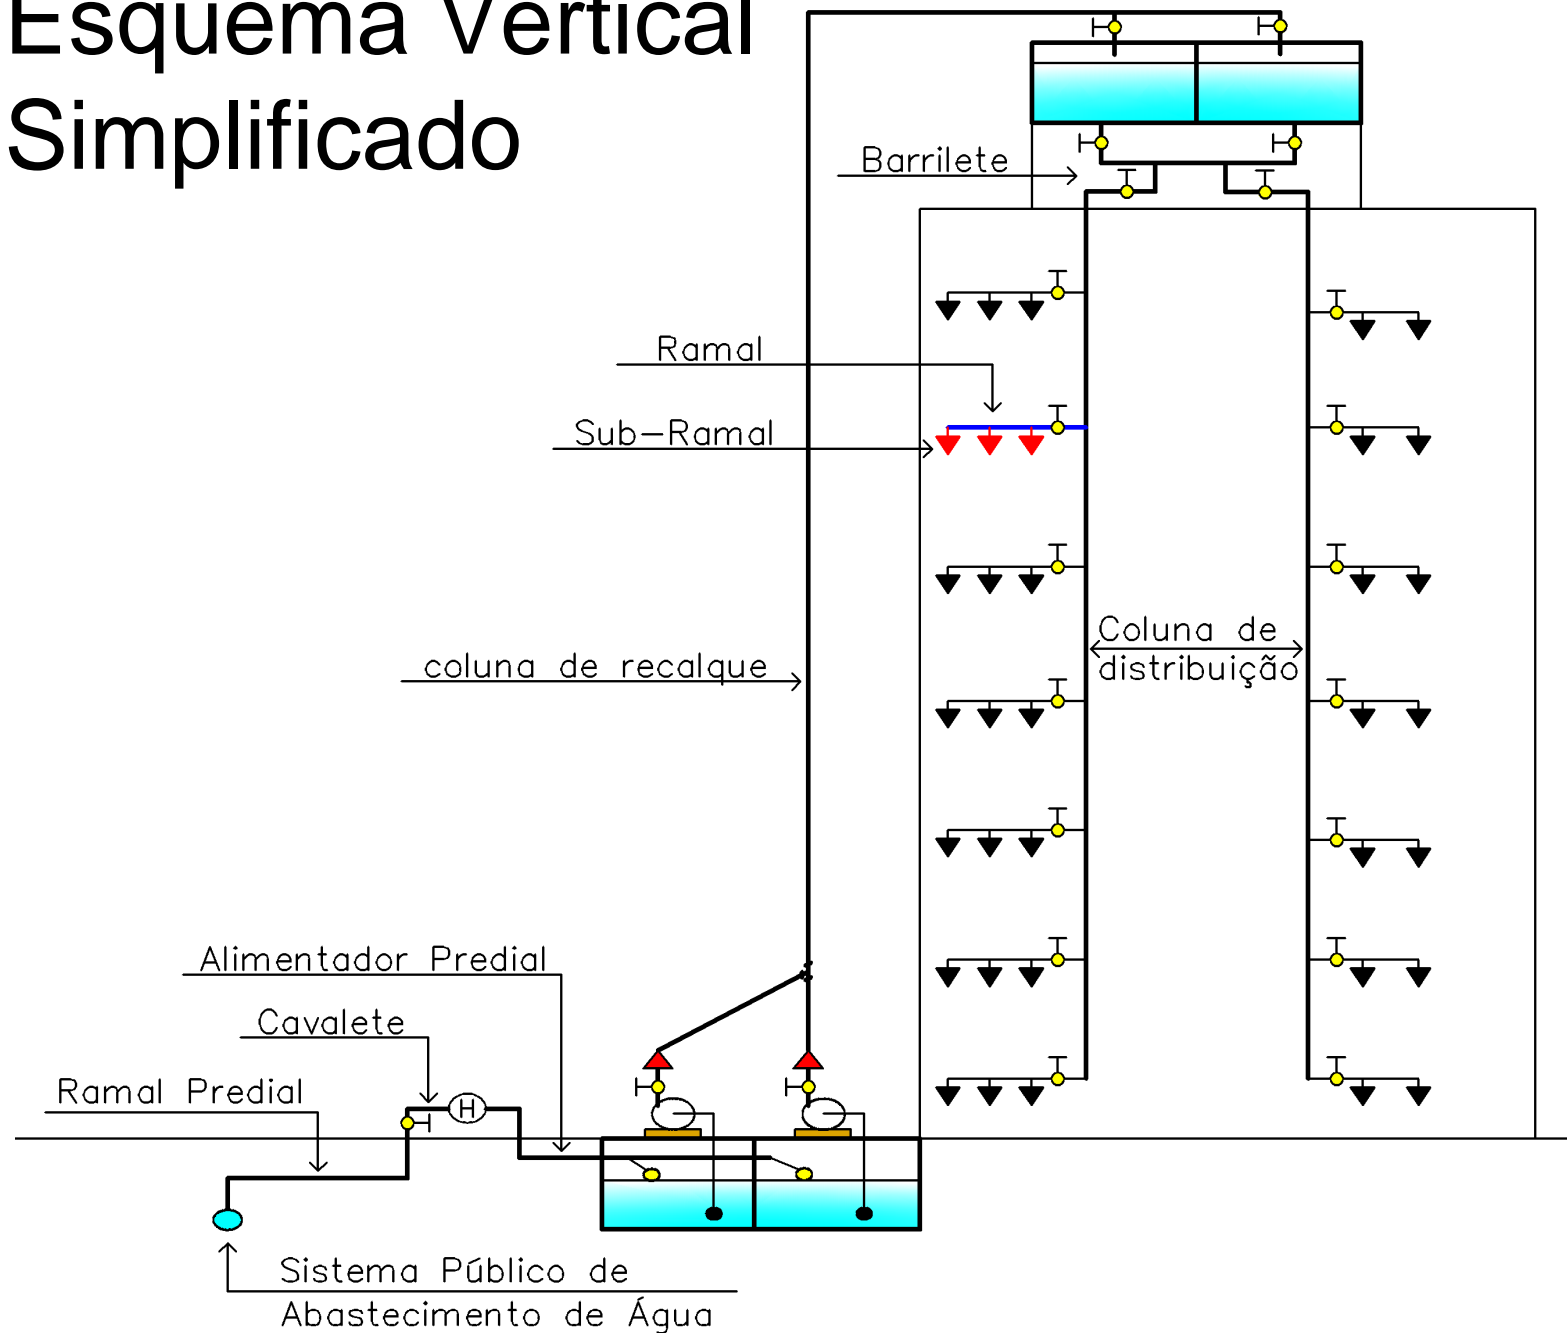 Esquema Vertical
Simplificado
Barrilete
Ramal
Sub-Ramal
Coluna de
distribuição
coluna de recalque
Alimentador Predial
Cavalete
Ramal Predial
H
Sistema Público de
Abastecimento de Água